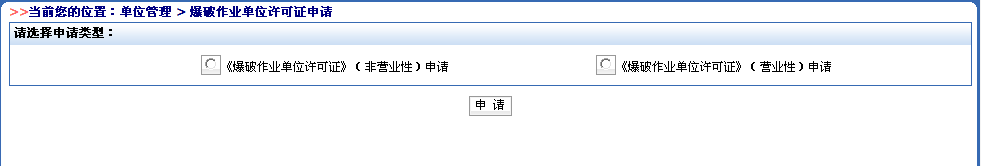 >>当前您的位置：单位管理 > 爆破作业单位许可证申请
请选择申请类型：
《爆破作业单位许可证》（非营业性）申请 《爆破作业单位许可证》（营业性）申请
申 请